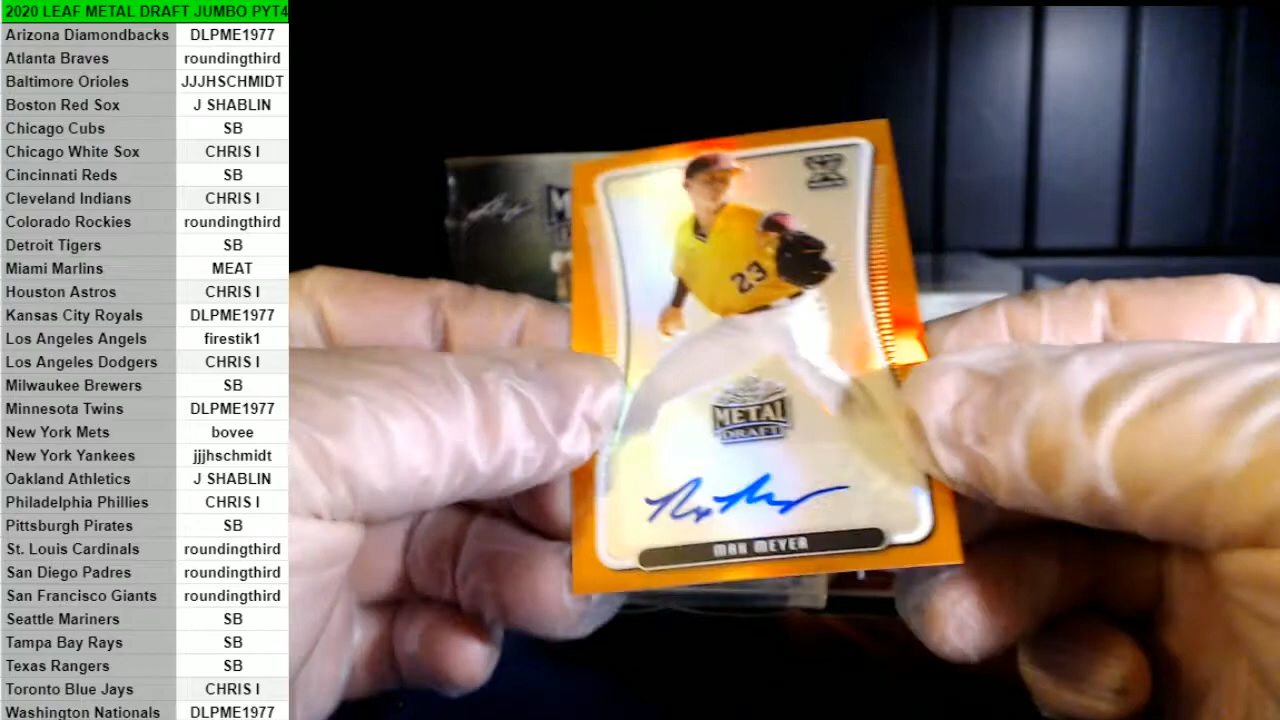 2020 LEAF METAL DRAFT JUMBO PYT4
Arizona Diamondbacks DLPME1977
Atlanta Braves roundingthird
Baltimore Orioles JJJHSCHMIDT
Boston Red Sox J SHABLIN
Chicago Cubs SB
Chicago White Sox CHRIS I
Cincinnati Reds SB
Cleveland Indians CHRIS I
Colorado Rockies roundingthird
Detroit Tigers SB
Miami Marlins MEAT
Houston Astros CHRIS I
Kansas City Royals DLPME1977
Los Angeles Angels firestik1
Los Angeles Dodgers CHRIS I
Milwaukee Brewers SB
Minnesota Twins DLPME1977
New York Mets bovee
New York Yankees jjjhschmidt
Oakland Athletics J SHABLIN
Philadelphia Phillies CHRIS I
Pittsburgh Pirates SB
St. Louis Cardinals roundingthird
San Diego Padres roundingthird
San Francisco Giants roundingthird
Seattle Mariners SB
Tampa Bay Rays SB
Texas Rangers SB
Toronto Blue Jays CHRIS I
Washington Nationals DLPME1977
23
METAL
DRAFT
MAX MEYER